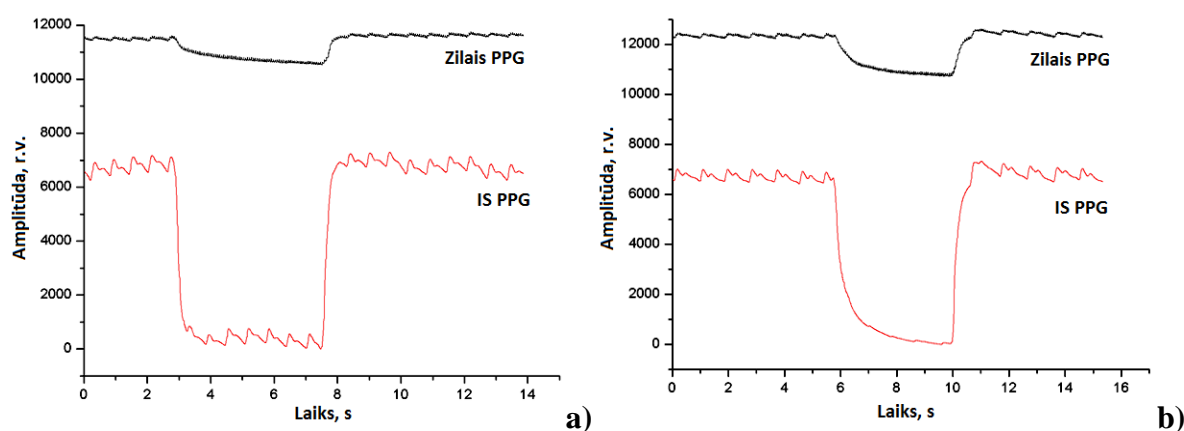 12000
10000
8000
6000
4000
2000
0
Amplitūda, r.v.
Zilais PPG
IS PPG
0 2 4 6 8 10 12 14
Laiks, s
a)
12000
10000
8000
6000
4000
2000
0
Amplitūda, r.v.
Zilais PPG
IS PPG
0 2 4 6 8 10 12 14 16
Laiks, s
b)